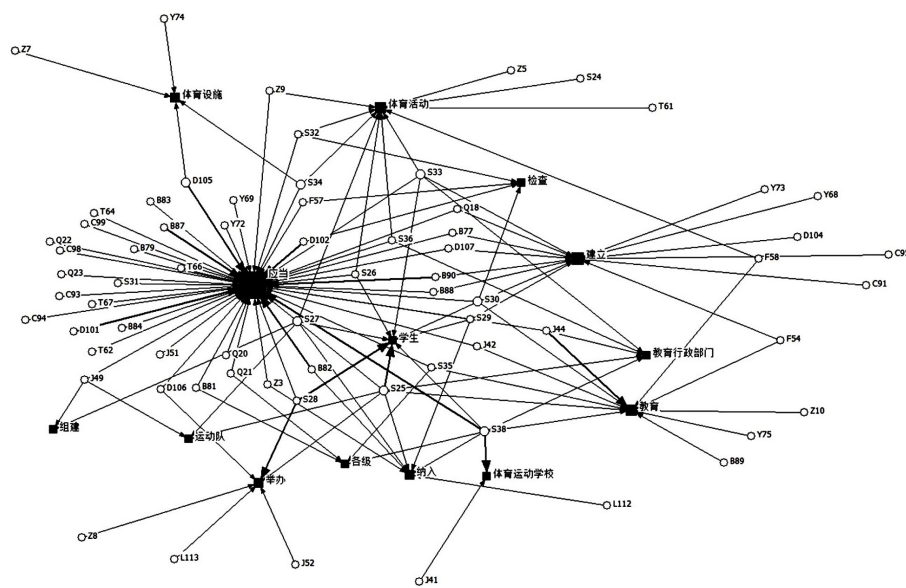 Y74
Z7
Z5
S24
体育设施
Z9
体育活动
T61
S32
S33
检查
D105
S34
Y73
Y68
B83
Y69
F57
T64
Q18
C99
B87
Y72
B77
D104
Q22
B79
D102
S36
D107
C98
T66
应当
建立
F58
C95
Q23
S31
S26
B90
C91
C93
B88
T67
S30
C94
S27
S29
D101
B84
J44
学生
J42
F54
T62
J51
Q20
教育行政部门
J49
Q21
B82
S35
D106
B81
Z3
S25
S28
教育
Z10
组建
运动队
S38
Y75
各级
B89
举办
纳入
体育运动学校
L112
Z8
L113
J52
J41